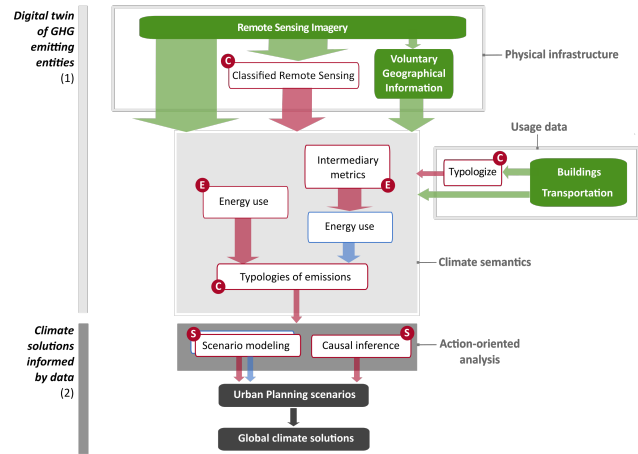 Digital twin
of GHG
emitting
entities
(1)
Remote Sensing Imagery
C
Classified Remote Sensing
Voluntary
Geographical
Information
Physical infrastructure
Usage data
C
Typologize
Buildings
Transportation
Intermediary
metrics
E
E
Energy use
Energy use
Typologies of emissions
C
Climate semantics
Climate
solutions
informed
by data
(2)
S
Scenario modeling
S
Causal inference
Action-oriented
analysis
Urban Planning scenarios
Global climate solutions